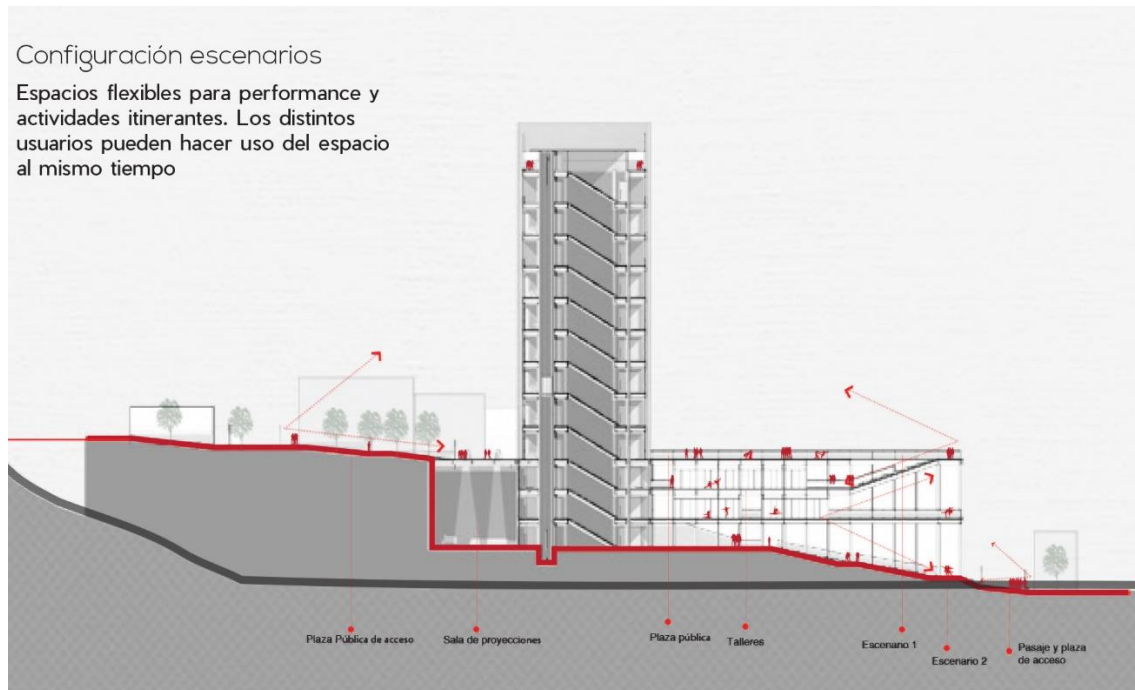 Configuración escenarios
Espacios flexibles para performance y
actividades itinerantes. Los distintos
usuarios pueden hacer uso del espacio
al mismo tiempo
Plaza Pública de acceso
Sala de proyecciones
Plaza pública
Talleres
Escenario 1
Escenario 2
Pasaje y plaza
de acceso